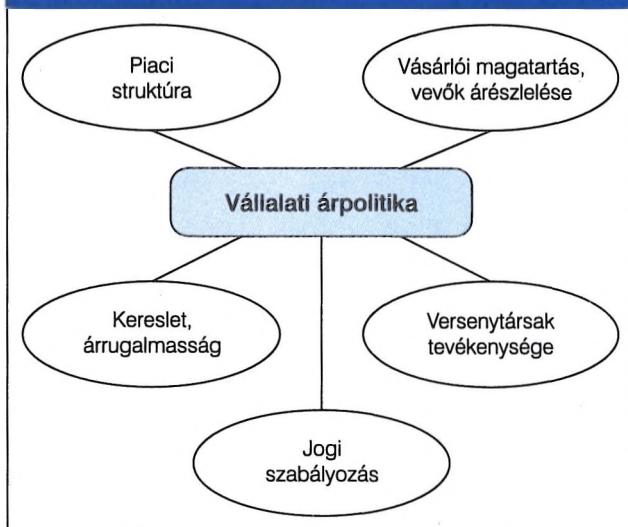 Piaci
struktúra
Vásárlói magatartás,
vevők árészlelése
Vállalati árpolitika
Kereslet,
árrugalmasság
Versenytársak
tevékenysége
Jogi
szabályozás